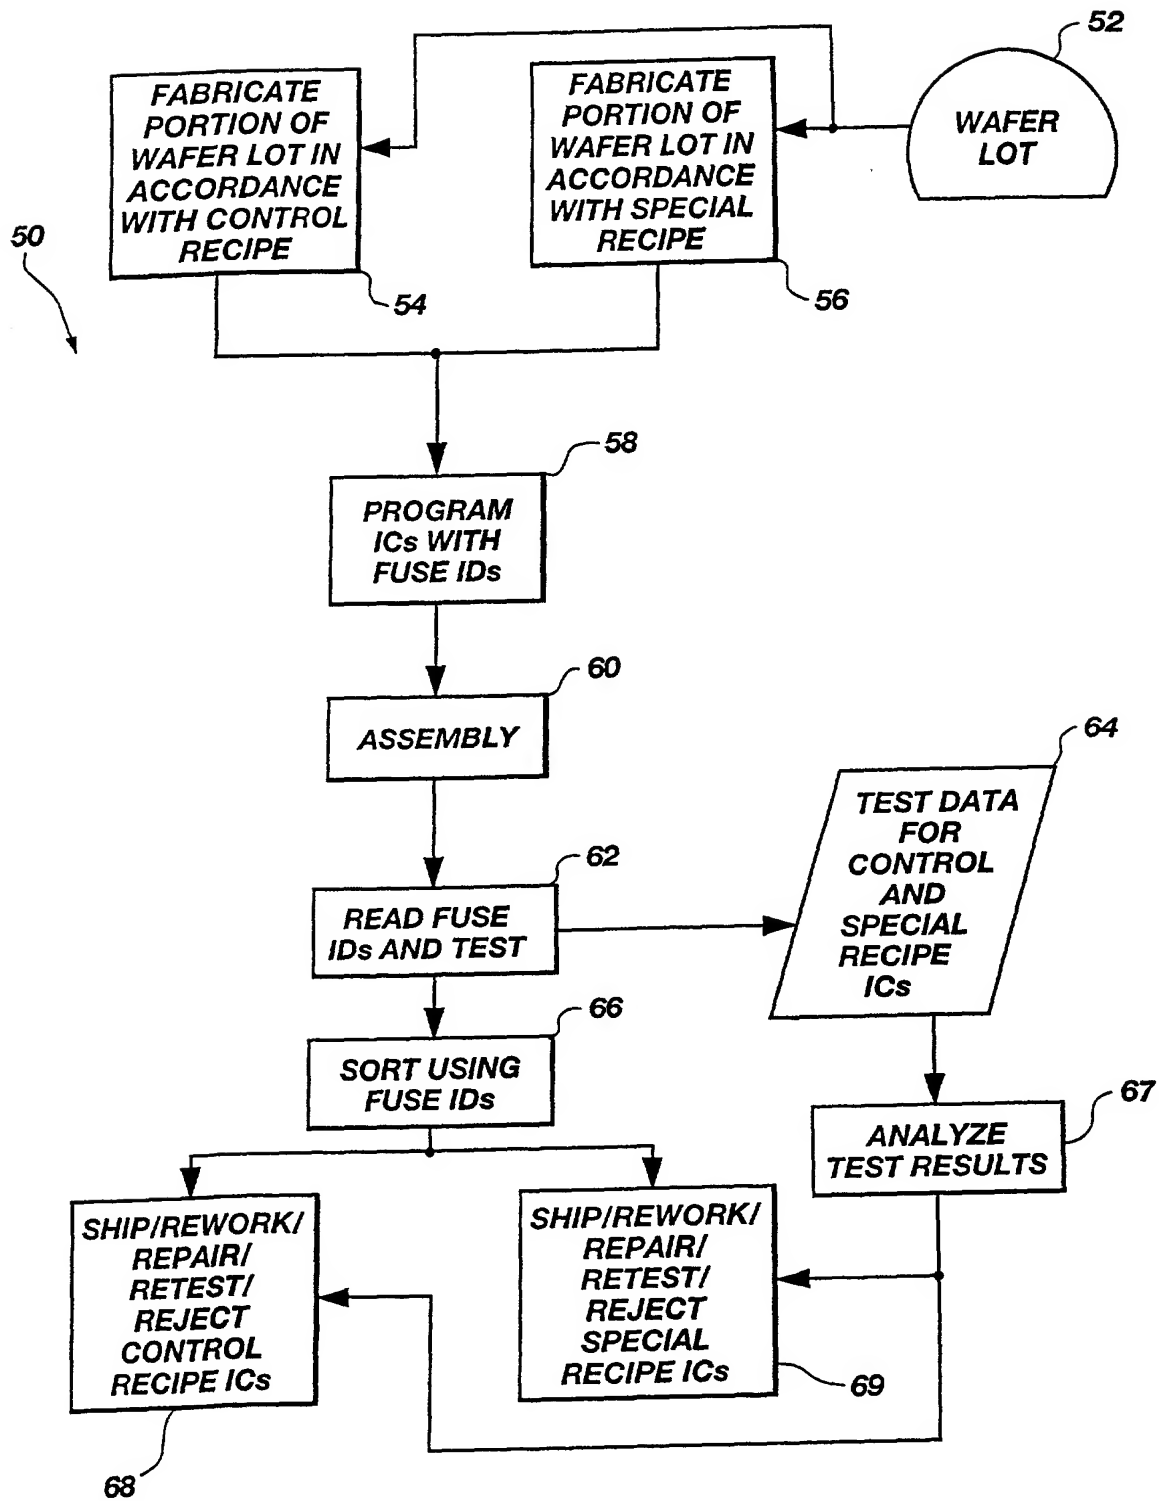 52
WAFER
LOT
FABRICATE
PORTION OF
WAFER LOT IN
ACCORDANCE
WITH CONTROL
RECIPE
54
FABRICATE
PORTION OF
WAFER LOT IN
ACCORDANCE
WITH SPECIAL
RECIPE
56
50
58
PROGRAM
ICs WITH
FUSE IDs
60
ASSEMBLY
62
READ FUSE
IDs AND TEST
64
TEST DATA
FOR
CONTROL
AND
SPECIAL
RECIPE
ICs
66
SORT USING
FUSE IDs
67
ANALYZE
TEST RESULTS
SHIP/REWORK/
REPAIR/
RETEST/
REJECT
CONTROL
RECIPE ICs
68
SHIP/REWORK/
REPAIR/
RETEST/
REJECT
SPECIAL
RECIPE ICs
69